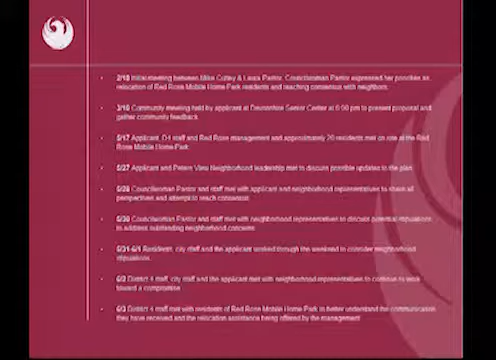 2/18 Initial meeting between Mike Curley & Laura Pastor. Councilwoman Pastor expressed her priorities as
relocation of Red Rose Mobile Home Park residents and reaching consensus with neighbors.
3/16 Community meeting held by applicant at Devonshire Senior Center at 6:00 pm to present proposal and
gather community feedback.
5/17 Applicant, D4 staff and Red Rose management and approximately 20 residents met on site at the Red
Rose Mobile Home Park.
5/27 Applicant and Pierre View Neighborhood leadership met to discuss possible updates to the plan.
Councilwoman Pastor and staff met with applicant and neighborhood representatives to share all
perspectives and attempt to reach consensus.
5/30 Councilwoman Pastor and staff met with neighborhood representatives to discuss potential stipulations
to address outstanding neighborhood concerns.
5/31-6/1 Residents, city staff and the applicant worked through the weekend to consider neighborhood
stipulations.
6/2 District 4 staff, city staff and the applicant met with neighborhood representatives to continue to work
toward a compromise.
6/3 District 4 staff met with residents of Red Rose Mobile Home Park to better understand the communication
they have received and the relocation assistance being offered by the management.